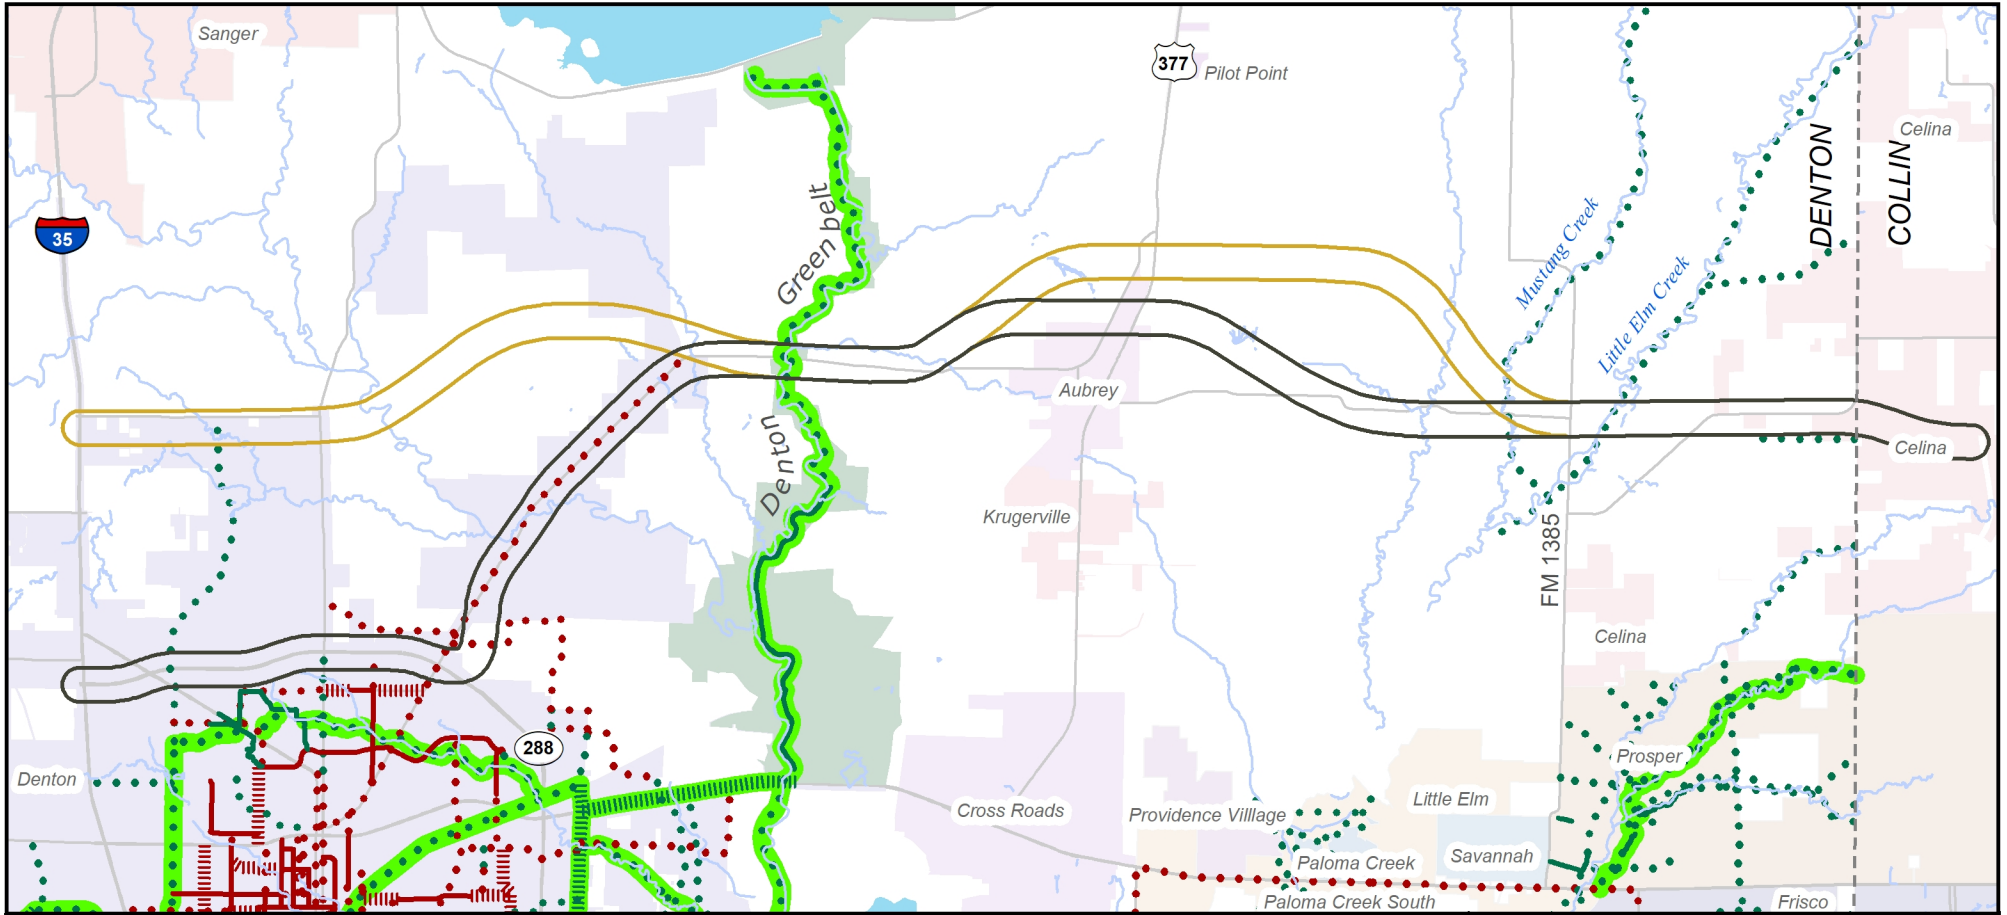 Sanger
377
Pilot Point
Celina
DENTON
COLLIN
35
Green belt
Mustang Creek
Little Elm Creek
Aubrey
Denton
Celina
Krugerville
FM 1385
Celina
288
Prosper
Denton
Cross Roads
Providence Villlage
Little Elm
Paloma Creek
Savannah
Paloma Creek South
Frisco